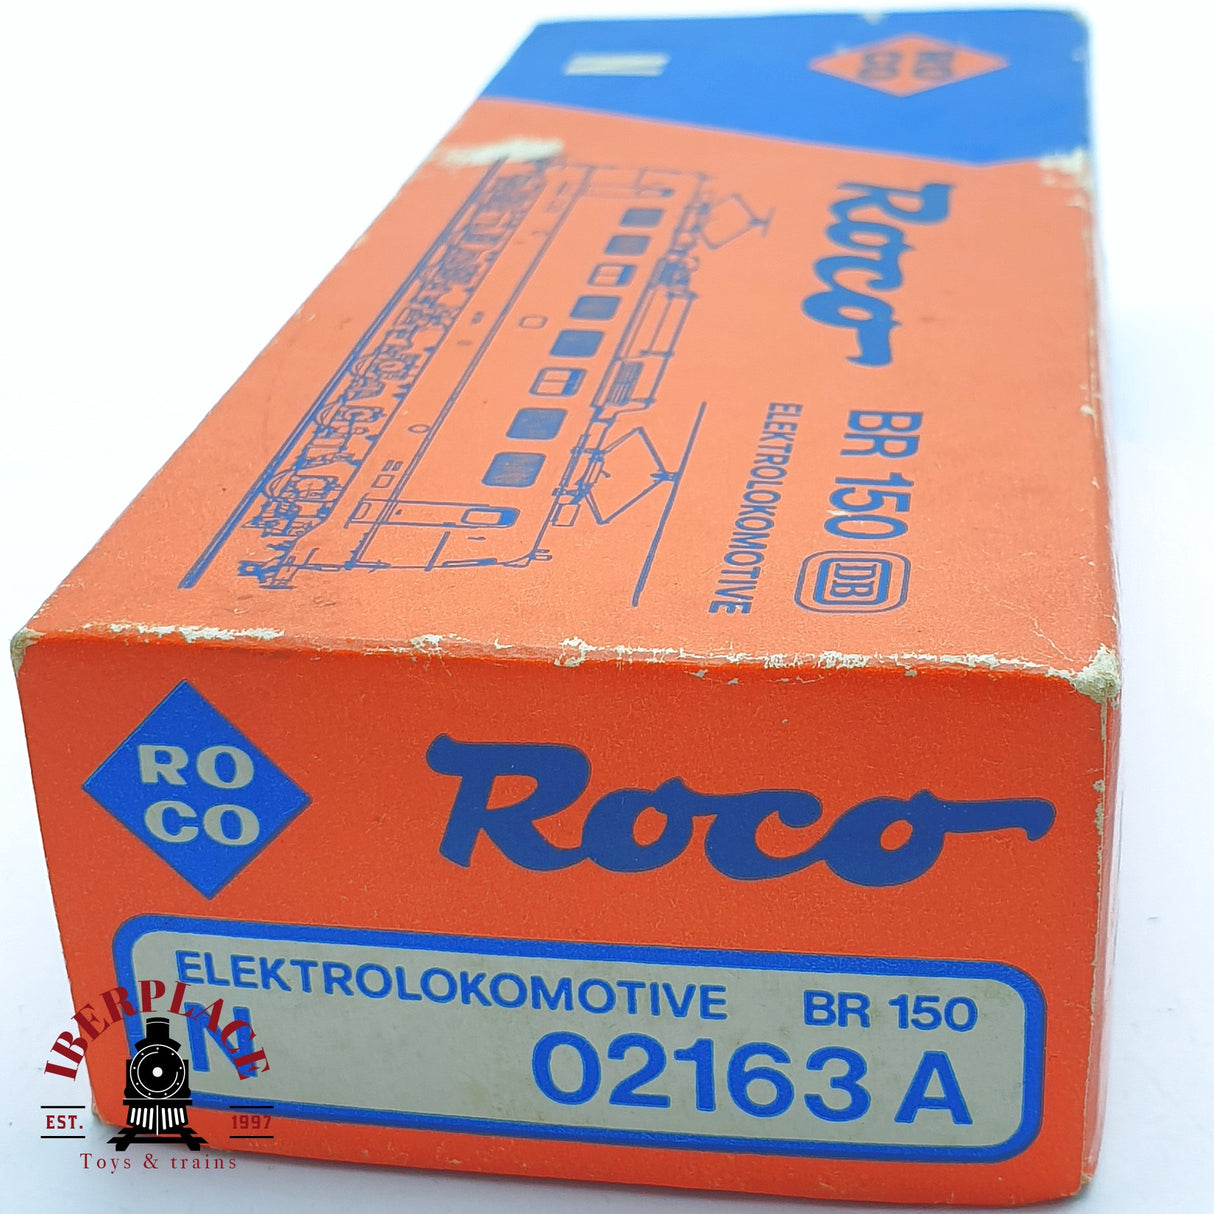 RO
CO
Roco
BR 150 DB
ELEKTROLOKOMOTIVE
RO
CO
Roco
ELEKTROLOKOMOTIVE BR 150
N 02163 A
IBERPLACE
EST. 1997
Toys & trains